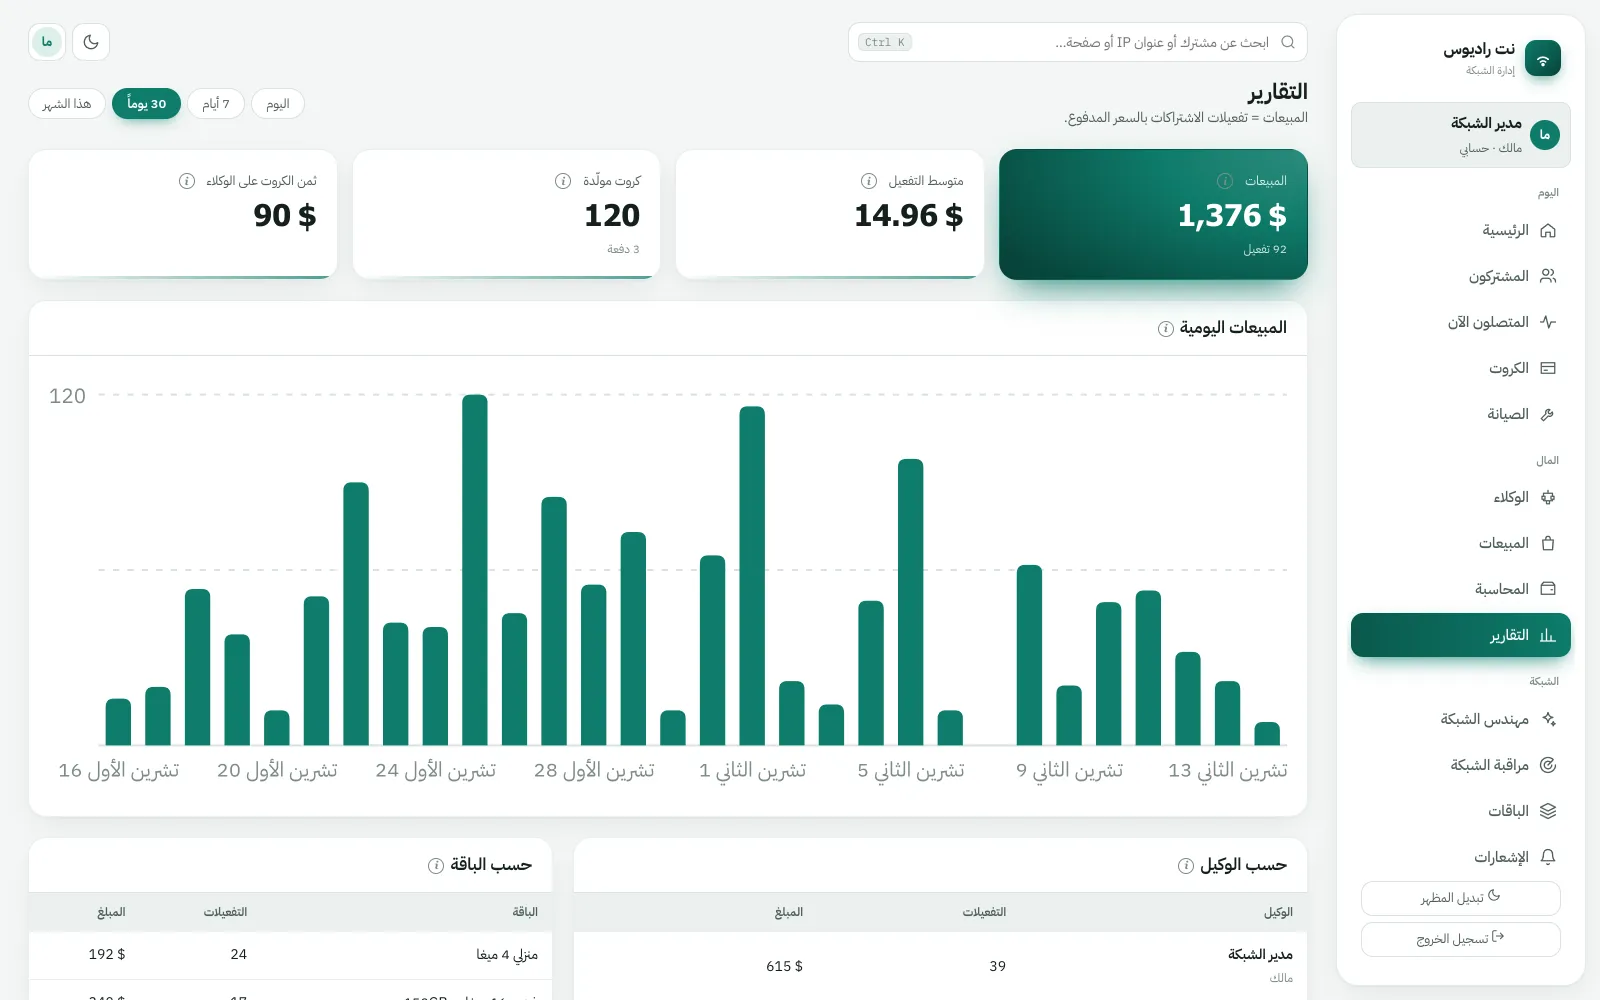 نت راديوس
إدارة الشبكة
ما
مدير الشبكة
مالك · حسابي
اليوم
الرئيسية
المشتركون
المتصلون الآن
الكروت
الصيانة
المال
الوكلاء
المبيعات
المحاسبة
التقارير
الشبكة
مهندس الشبكة
مراقبة الشبكة
الباقات
الإشعارات
تبديل المظهر
تسجيل الخروج
ابحث عن مشترك أو عنوان IP أو صفحة...
Ctrl K
ما
التقارير
المبيعات = تفعيلات الاشتراكات بالسعر المدفوع.
اليوم
7 أيام
30 يوماً
هذا الشهر
المبيعات
1,376 $
92 تفعيل
متوسط التفعيل
14.96 $
كروت مولّدة
120
3 دفعة
ثمن الكروت على الوكلاء
90 $
المبيعات اليومية
120
16 تشرين الأول
20 تشرين الأول
24 تشرين الأول
28 تشرين الأول
1 تشرين الثاني
5 تشرين الثاني
9 تشرين الثاني
13 تشرين الثاني
حسب الوكيل
الوكيل التفعيلات المبلغ
مدير الشبكة 39 615 $
مالك
حسب الباقة
الباقة التفعيلات المبلغ
منزلي 4 ميغا 24 192 $